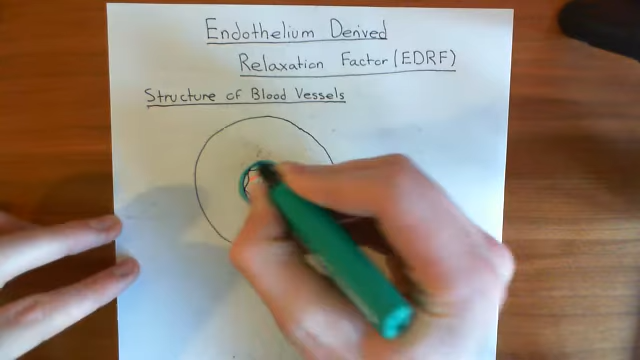 Endothelium Derived
Relaxation Factor (EDRF)
Structure of Blood Vessels